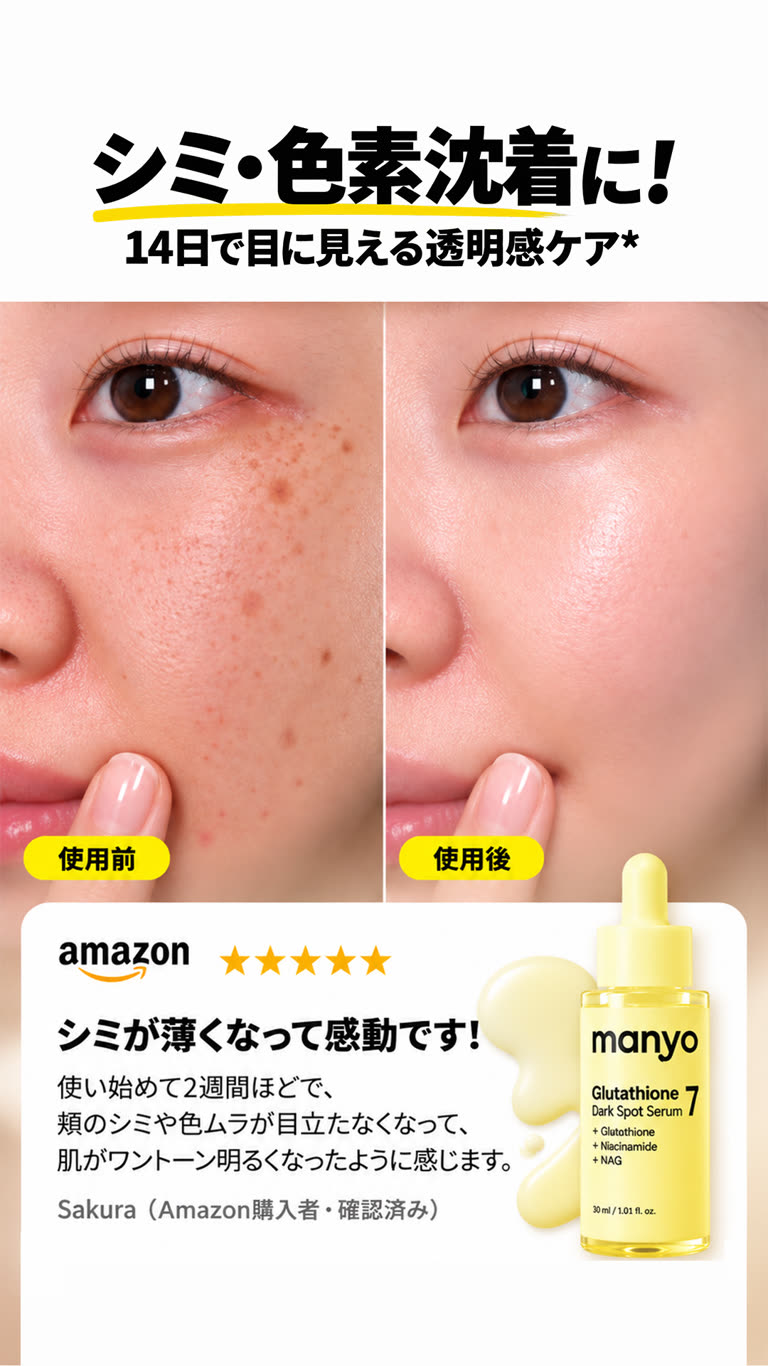 シミ・色素沈着に!
14日で目に見える透明感ケア*
使用前
使用後
amazon
シミが薄くなって感動です!
使い始めて2週間ほどで、
頬のシミや色ムラが目立たなくなって、
肌がワントーン明るくなったように感じます。
Sakura（Amazon購入者・確認済み）
manyo
Glutathione 7
Dark Spot Serum
+ Glutothione
+ Niacinamide
+ NAG
30 ml / 1.01 fl. oz.